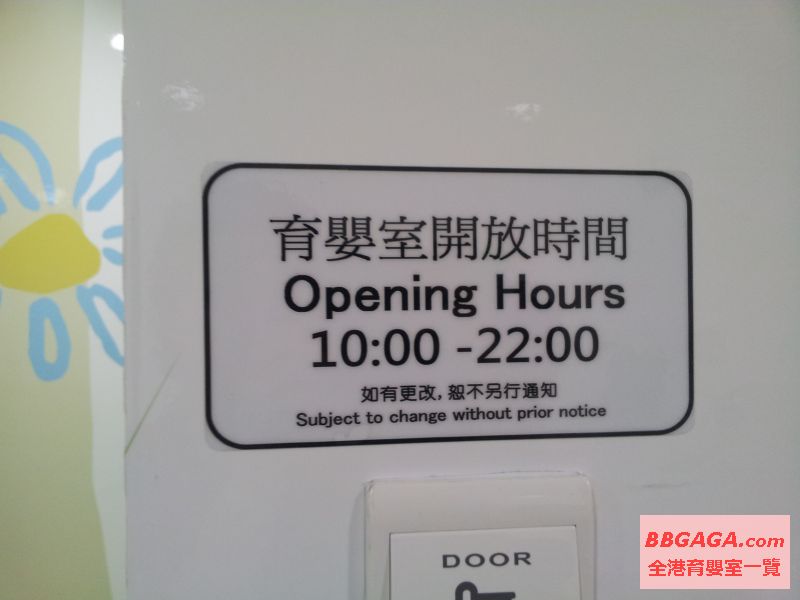 育嬰室開放時間
Opening Hours
10:00 -22:00
如有更改, 恕不另行通知
Subject to change without prior notice
DOOR
BBGAGA.com
全港育嬰室一覽